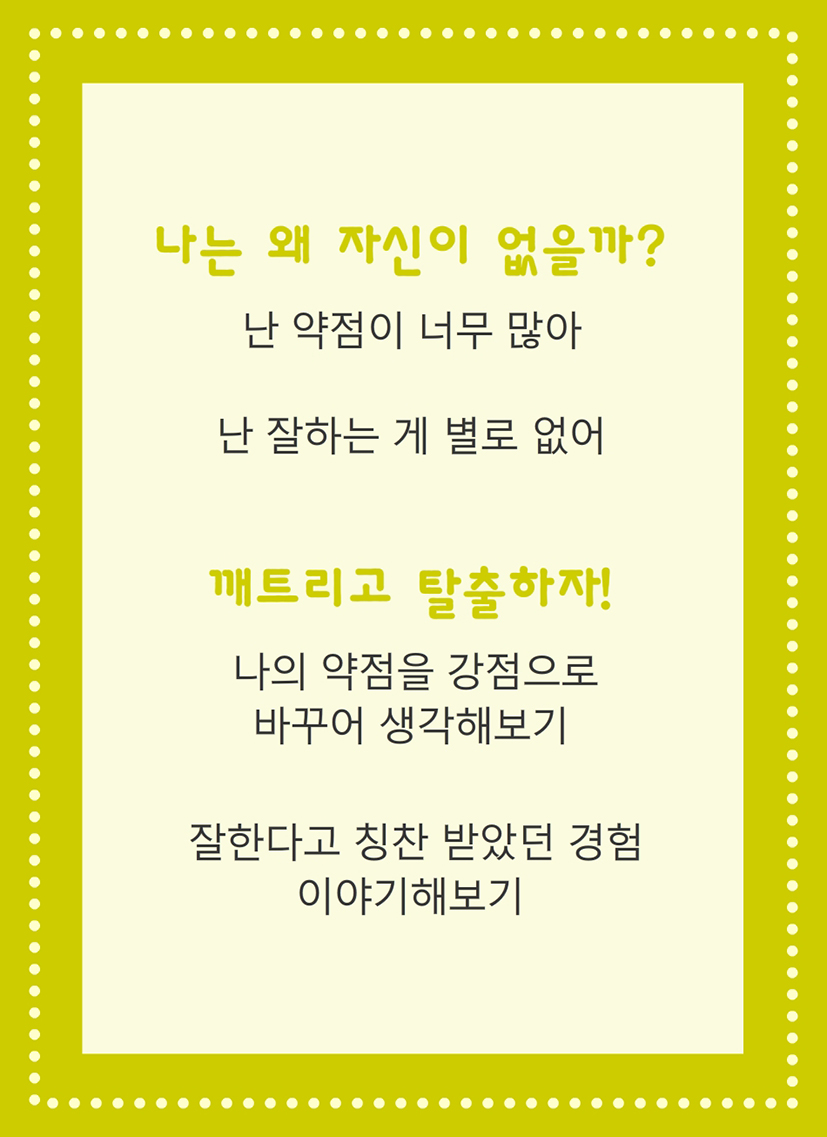 나는 왜 자신이 없을까?
난 약점이 너무 많아
난 잘하는 게 별로 없어
깨트리고 탈출하자!
나의 약점을 강점으로
바꾸어 생각해보기
잘한다고 칭찬 받았던 경험
이야기해보기